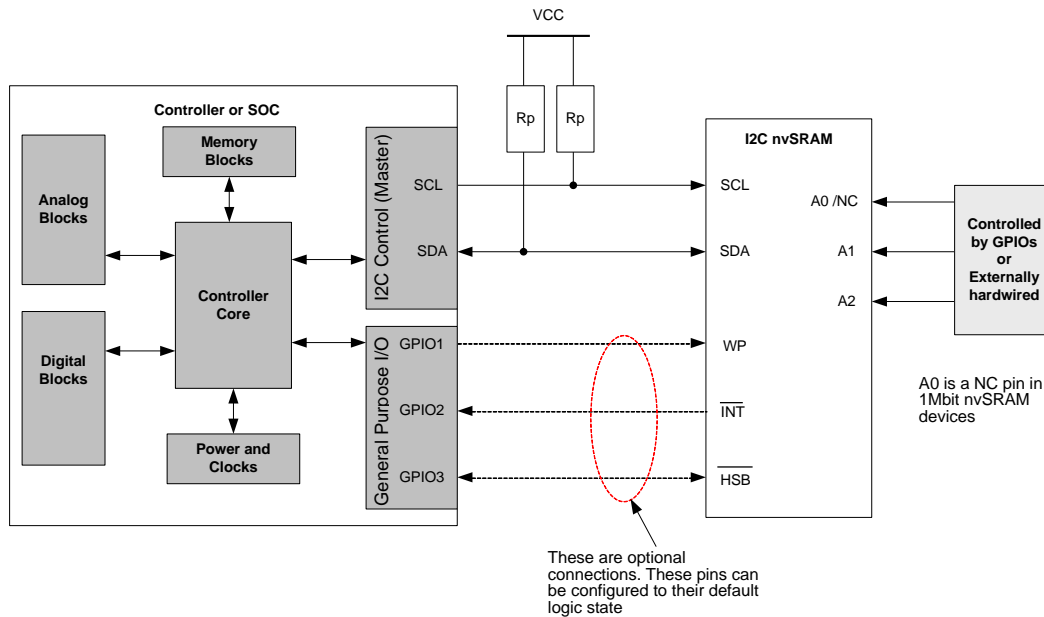 VCC
Rp
Rp
Controller or SOC
Memory
Blocks
Analog
Blocks
Controller
Core
Digital
Blocks
Power and
Clocks
I2C Control (Master)
SCL
SDA
General Purpose I/O
GPIO1
GPIO2
GPIO3
I2C nvSRAM
SCL
SDA
WP
INT
HSB
A0 /NC
A1
A2
Controlled
by GPIOs
or
Externally
hardwired
A0 is a NC pin in
1Mbit nvSRAM
devices
These are optional
connections. These pins can
be configured to their default
logic state